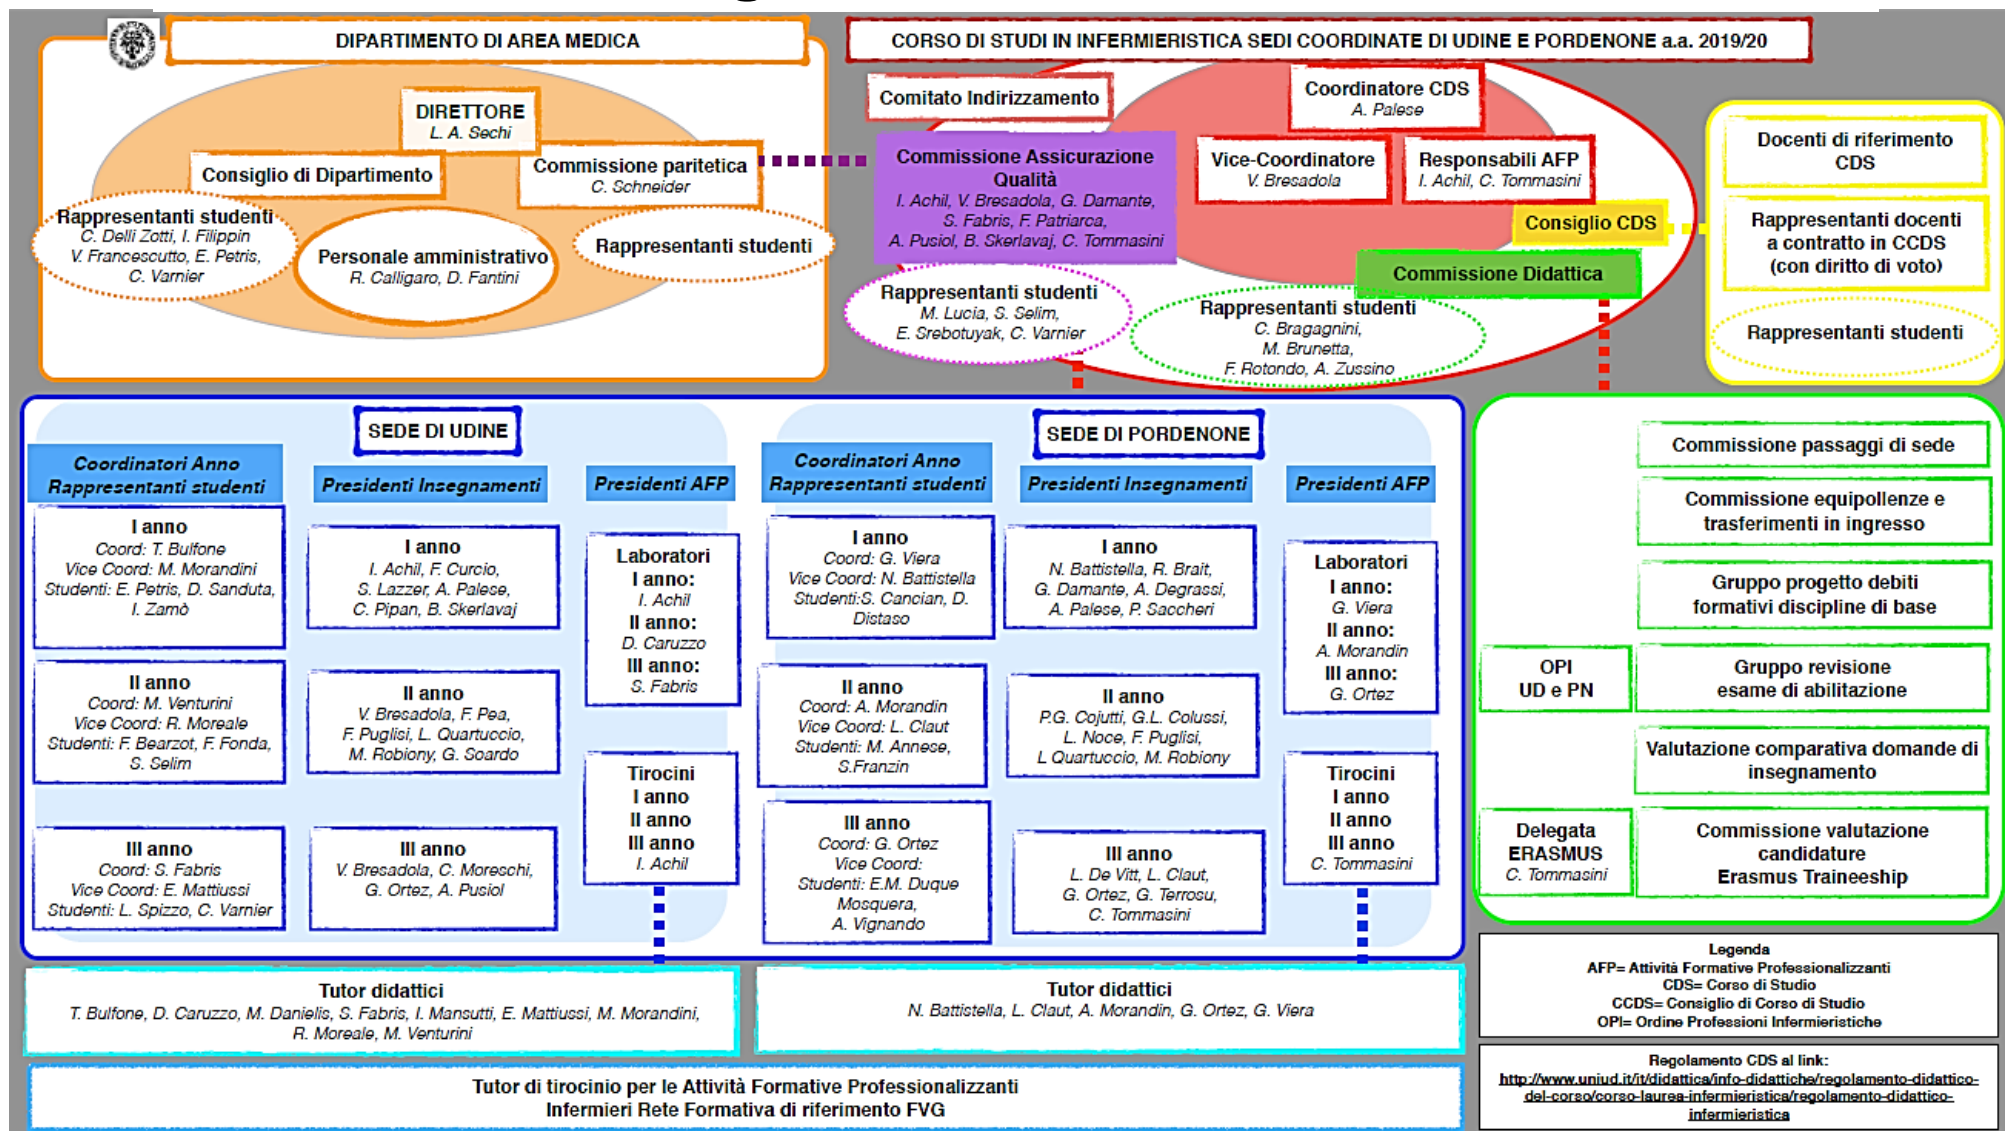 DIPARTIMENTO DI AREA MEDICA
DIRETTORE
L. A. Sechi
Consiglio di Dipartimento
Commissione paritetica
C. Schneider
Rappresentanti studenti
C. Delli Zotti, I. Filippin
V. Francescutto, E. Petris,
C. Varnier
Personale amministrativo
R. Calligaro, D. Fantini
Rappresentanti studenti
CORSO DI STUDI IN INFERMIERISTICA SEDI COORDINATE DI UDINE E PORDENONE a.a. 2019/20
Comitato Indirizzamento
Coordinatore CDS
A. Palese
Commissione Assicurazione
Qualità
I. Achil, V. Bresadola, G. Damante,
S. Fabris, F. Patriarca,
A. Pusiol, B. Skerlavaj, C. Tommasini
Vice-Coordinatore
V. Bresadola
Responsabili AFP
I. Achil, C. Tommasini
Consiglio CDS
Commissione Didattica
Rappresentanti studenti
M. Lucia, S. Selim,
E. Srebotuyak, C. Varnier
Rappresentanti studenti
C. Bragagnini,
M. Brunetta,
F. Rotondo, A. Zussino
Docenti di riferimento
CDS
Rappresentanti docenti
a contratto in CCDS
(con diritto di voto)
Rappresentanti studenti
SEDE DI UDINE
Coordinatori Anno
Rappresentanti studenti
Presidenti Insegnamenti
Presidenti AFP
I anno
Coord: T. Bulfone
Vice Coord: M. Morandini
Studenti: E. Petris, D. Sanduta,
I. Zamò
I anno
I. Achil, F. Curcio,
S. Lazzer, A. Palese,
C. Pipan, B. Skerlavaj
Laboratori
I anno:
I. Achil
II anno:
D. Caruzzo
III anno:
S. Fabris
II anno
Coord: M. Venturini
Vice Coord: R. Moreale
Studenti: F. Bearzot, F. Fonda,
S. Selim
II anno
V. Bresadola, F. Pea,
F. Puglisi, L. Quartuccio,
M. Robiony, G. Soardo
Tirocini
I anno
II anno
III anno
I. Achil
III anno
Coord: S. Fabris
Vice Coord: E. Mattiussi
Studenti: L. Spizzo, C. Varnier
III anno
V. Bresadola, C. Moreschi,
G. Ortez, A. Pusiol
SEDE DI PORDENONE
Coordinatori Anno
Rappresentanti studenti
Presidenti Insegnamenti
Presidenti AFP
I anno
Coord: G. Viera
Vice Coord: N. Battistella
Studenti:S. Cancian, D.
Distaso
I anno
N. Battistella, R. Brait,
G. Damante, A. Degrassi,
A. Palese, P. Saccheri
Laboratori
I anno:
G. Viera
II anno:
A. Morandin
III anno:
G. Ortez
II anno
Coord: A. Morandin
Vice Coord: L. Claut
Studenti: M. Annese,
S.Franzin
II anno
P.G. Cojutti, G.L. Colussi,
L. Noce, F. Puglisi,
L Quartuccio, M. Robiony
Tirocini
I anno
II anno
III anno
C. Tommasini
III anno
Coord: G. Ortez
Vice Coord:
Studenti: E.M. Duque
Mosquera,
A. Vignando
III anno
L. De Vitt, L. Claut,
G. Ortez, G. Terrosu,
C. Tommasini
Commissione passaggi di sede
Commissione equipollenze e
trasferimenti in ingresso
Gruppo progetto debiti
formativi discipline di base
OPI
UD e PN
Gruppo revisione
esame di abilitazione
Valutazione comparativa domande di
insegnamento
Delegata
ERASMUS
C. Tommasini
Commissione valutazione
candidature
Erasmus Traineeship
Tutor didattici
T. Bulfone, D. Caruzzo, M. Danielis, S. Fabris, I. Mansutti, E. Mattiussi, M. Morandini,
R. Moreale, M. Venturini
Tutor didattici
N. Battistella, L. Claut, A. Morandin, G. Ortez, G. Viera
Tutor di tirocinio per le Attività Formative Professionalizzanti
Infermieri Rete Formativa di riferimento FVG
Legenda
AFP= Attività Formative Professionalizzanti
CDS= Corso di Studio
CCDS= Consiglio di Corso di Studio
OPI= Ordine Professioni Infermieristiche
Regolamento CDS al link:
http://www.uniud.it/it/didattica/info-didattiche/regolamento-didattico-
del-corso/corso-laurea-infermieristica/regolamento-didattico-
infermieristica